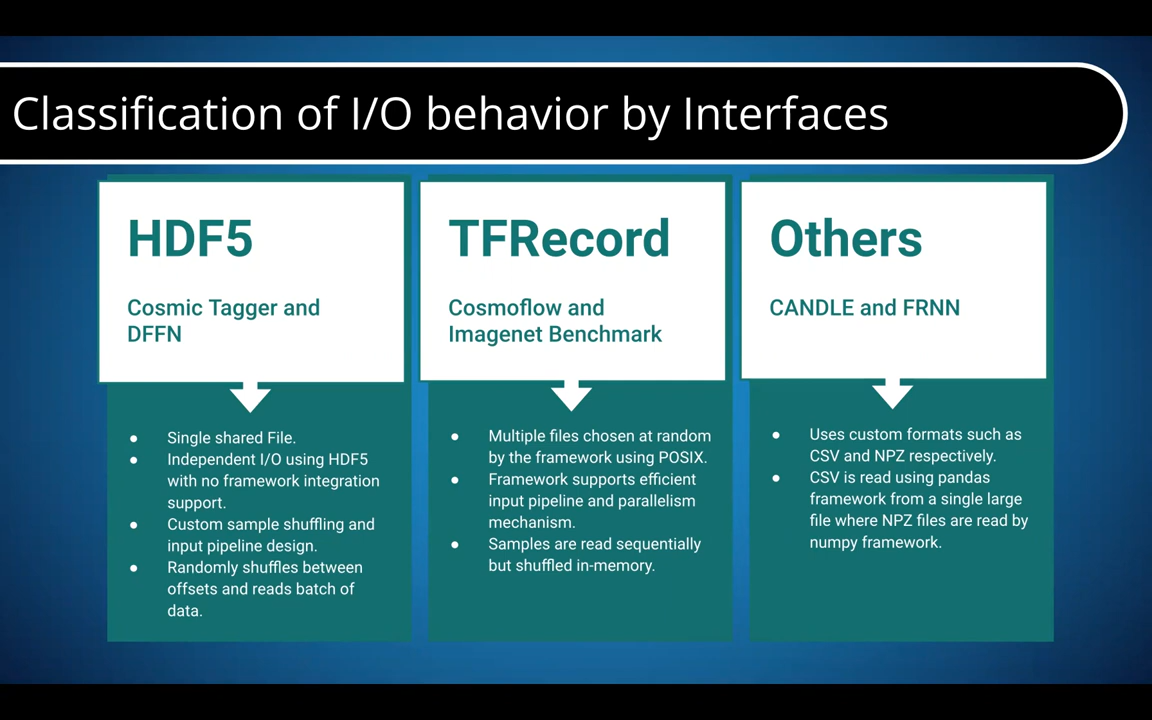 Classification of I/O behavior by Interfaces
HDF5
Cosmic Tagger and
DFFN
● Single shared File.
● Independent I/O using HDF5
with no framework integration
support.
● Custom sample shuffling and
input pipeline design.
● Randomly shuffles between
offsets and reads batch of
data.
TFRecord
Cosmoflow and
Imagenet Benchmark
● Multiple files chosen at random
by the framework using POSIX.
● Framework supports efficient
input pipeline and parallelism
mechanism.
● Samples are read sequentially
but shuffled in-memory.
Others
CANDLE and FRNN
● Uses custom formats such as
CSV and NPZ respectively.
● CSV is read using pandas
framework from a single large
file where NPZ files are read by
numpy framework.